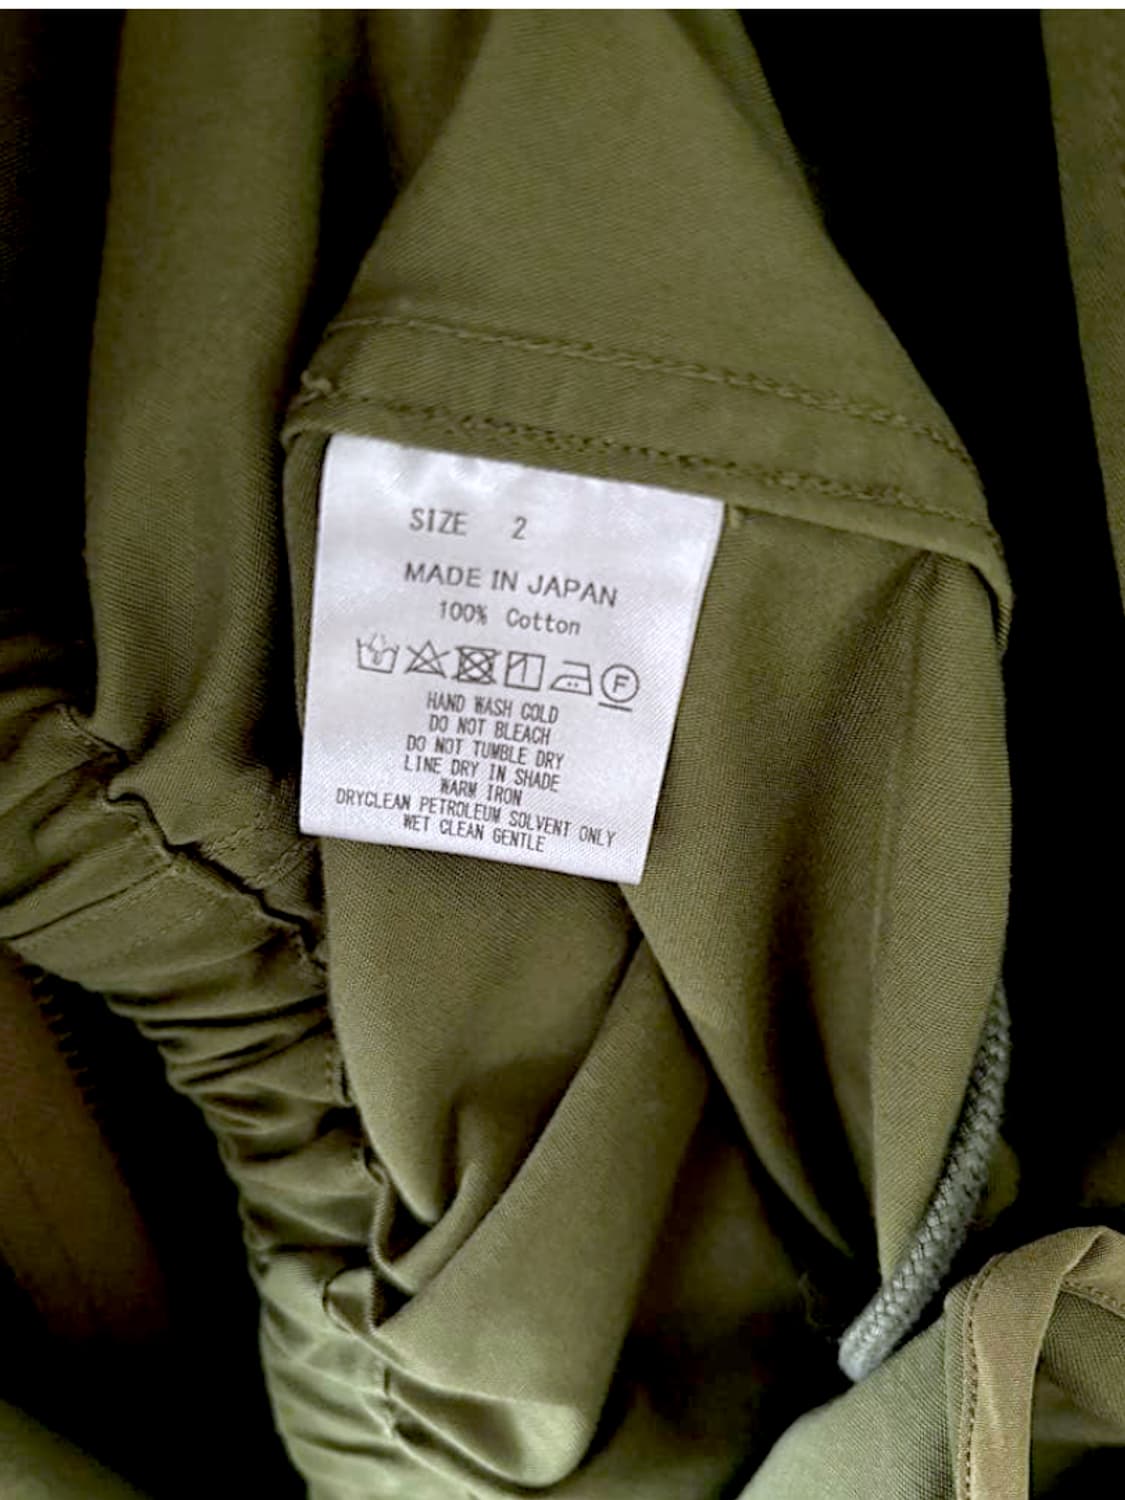 SIZE 2
MADE IN JAPAN
100% Cotton
F
HAND WASH COLD
DO NOT BLEACH
DO NOT TUMBLE DRY
LINE DRY IN SHADE
WARM IRON
DRYCLEAN PETROLEUM SOLVENT ONLY
WET CLEAN GENTLE